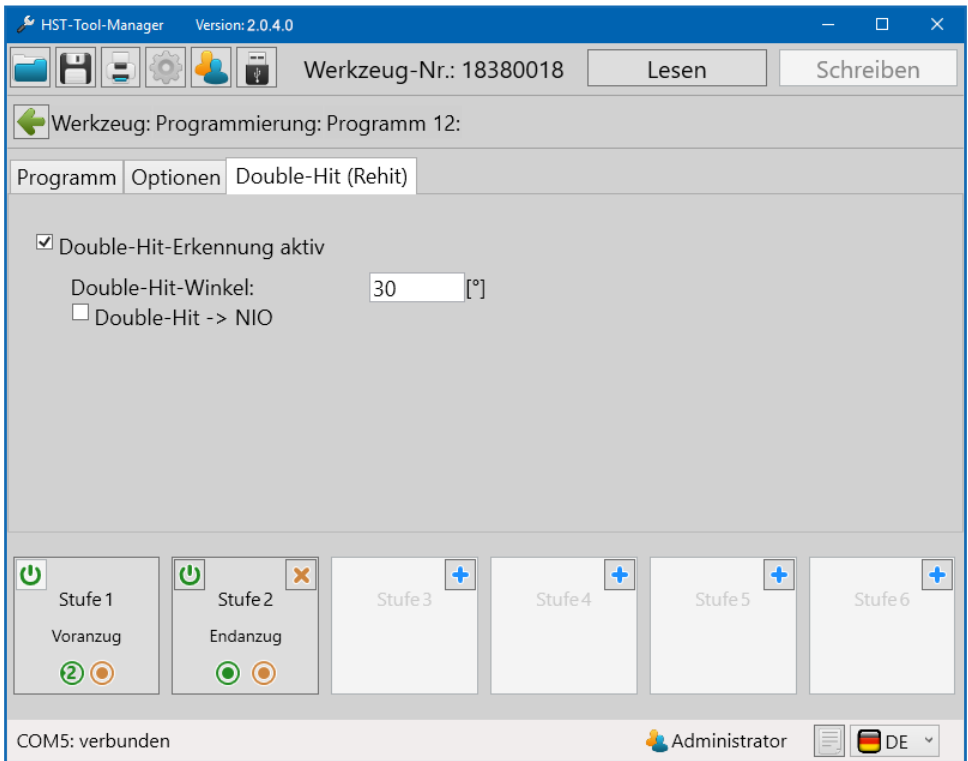 HST-Tool-Manager Version: 2.0.4.0
Werkzeug-Nr.: 18380018 Lesen Schreiben
Werkzeug: Programmierung: Programm 12:
Programm Optionen Double-Hit (Rehit)
Double-Hit-Erkennung aktiv
Double-Hit-Winkel: 30 [°]
Double-Hit -> NIO
Stufe 1 Stufe 2 Stufe 3 Stufe 4 Stufe 5 Stufe 6
Voranzug Endanzug
2
COM5: verbunden Administrator DE